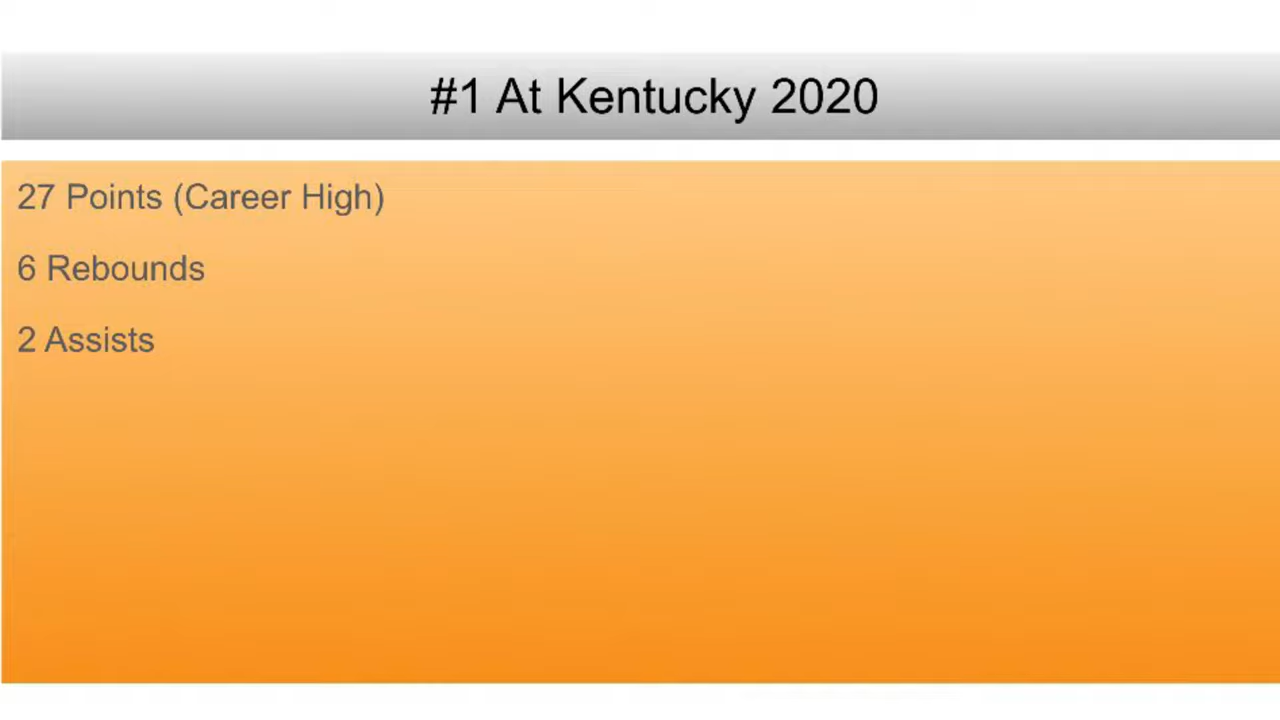 #1 At Kentucky 2020
27 Points (Career High)
6 Rebounds
2 Assists